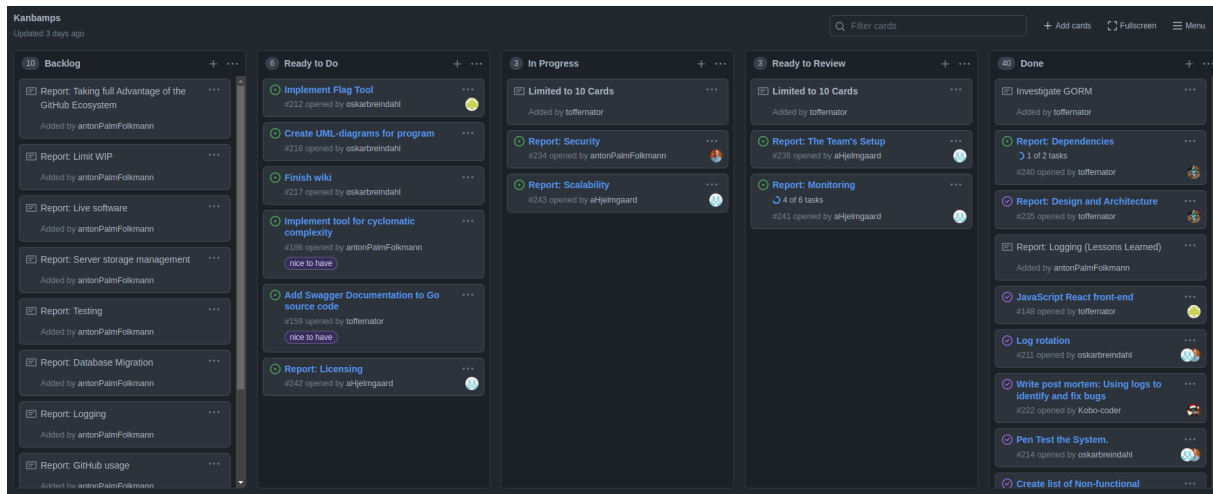 Kanbamps
Updated 3 days ago
Filter cards
Add cards
Fullscreen
Menu
10 Backlog
Report: Taking full Advantage of the
GitHub Ecosystem
Added by antonPalmFolkmann
Report: Limit WIP
Added by antonPalmFolkmann
Report: Live software
Added by antonPalmFolkmann
Report: Server storage management
Added by antonPalmFolkmann
Report: Testing
Added by antonPalmFolkmann
Report: Database Migration
Added by antonPalmFolkmann
Report: Logging
Added by antonPalmFolkmann
Report: GitHub usage
Added by antonPalmFolkmann
6 Ready to Do
Implement Flag Tool
#212 opened by oskarbreindahl
Create UML-diagrams for program
#216 opened by oskarbreindahl
Finish wiki
#217 opened by oskarbreindahl
Implement tool for cyclomatic
complexity
#186 opened by antonPalmFolkmann
nice to have
Add Swagger Documentation to Go
source code
#159 opened by toffernator
nice to have
Report: Licensing
#242 opened by aHjelmgaard
3 In Progress
Limited to 10 Cards
Added by toffernator
Report: Security
#234 opened by antonPalmFolkmann
Report: Scalability
#243 opened by aHjelmgaard
3 Ready to Review
Limited to 10 Cards
Added by toffernator
Report: The Team's Setup
#236 opened by aHjelmgaard
Report: Monitoring
4 of 6 tasks
#241 opened by aHjelmgaard
40 Done
Investigate GORM
Added by toffernator
Report: Dependencies
1 of 2 tasks
#240 opened by toffernator
Report: Design and Architecture
#235 opened by toffernator
Report: Logging (Lessons Learned)
Added by antonPalmFolkmann
JavaScript React front-end
#148 opened by toffernator
Log rotation
#211 opened by oskarbreindahl
Write post mortem: Using logs to
identify and fix bugs
#222 opened by Kobo-coder
Pen Test the System.
#214 opened by oskarbreindahl
Create list of Non-functional